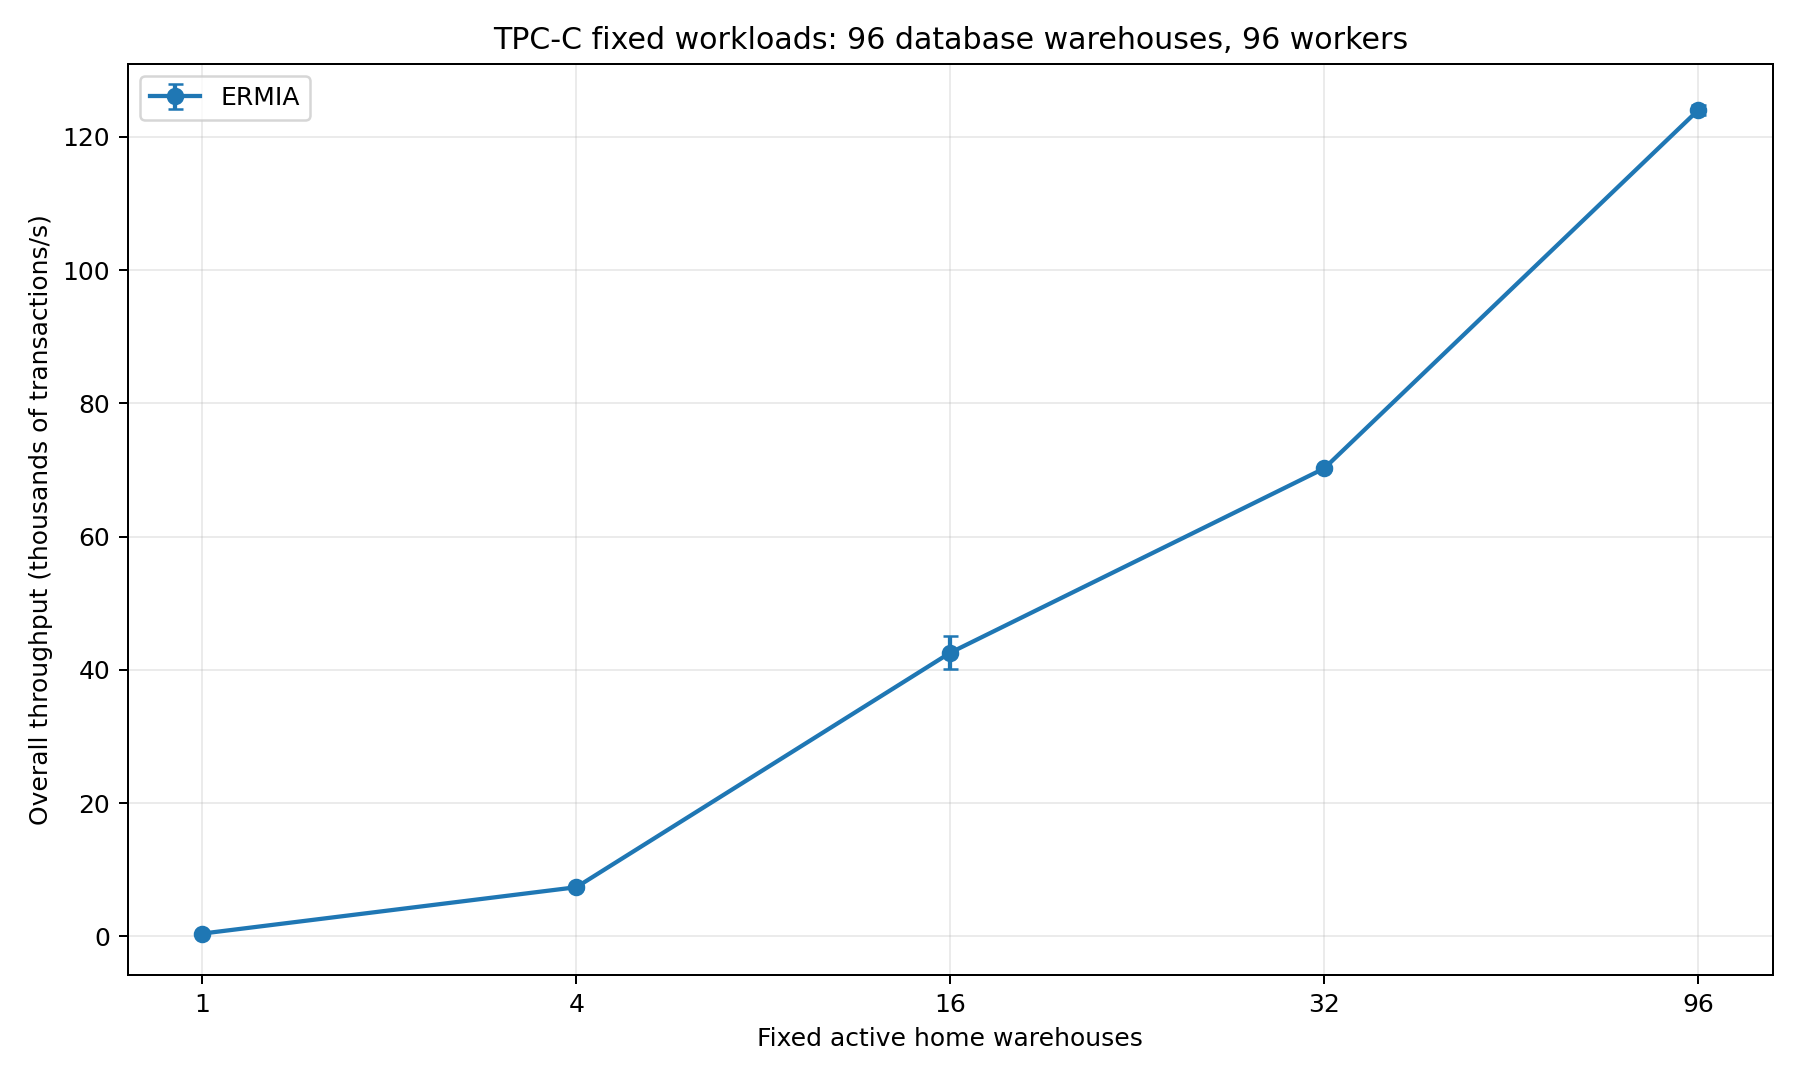 TPC-C fixed workloads: 96 database warehouses, 96 workers
ERMIA
Overall throughput (thousands of transactions/s)
120
100
80
60
40
20
0
1 4 16 32 96
Fixed active home warehouses